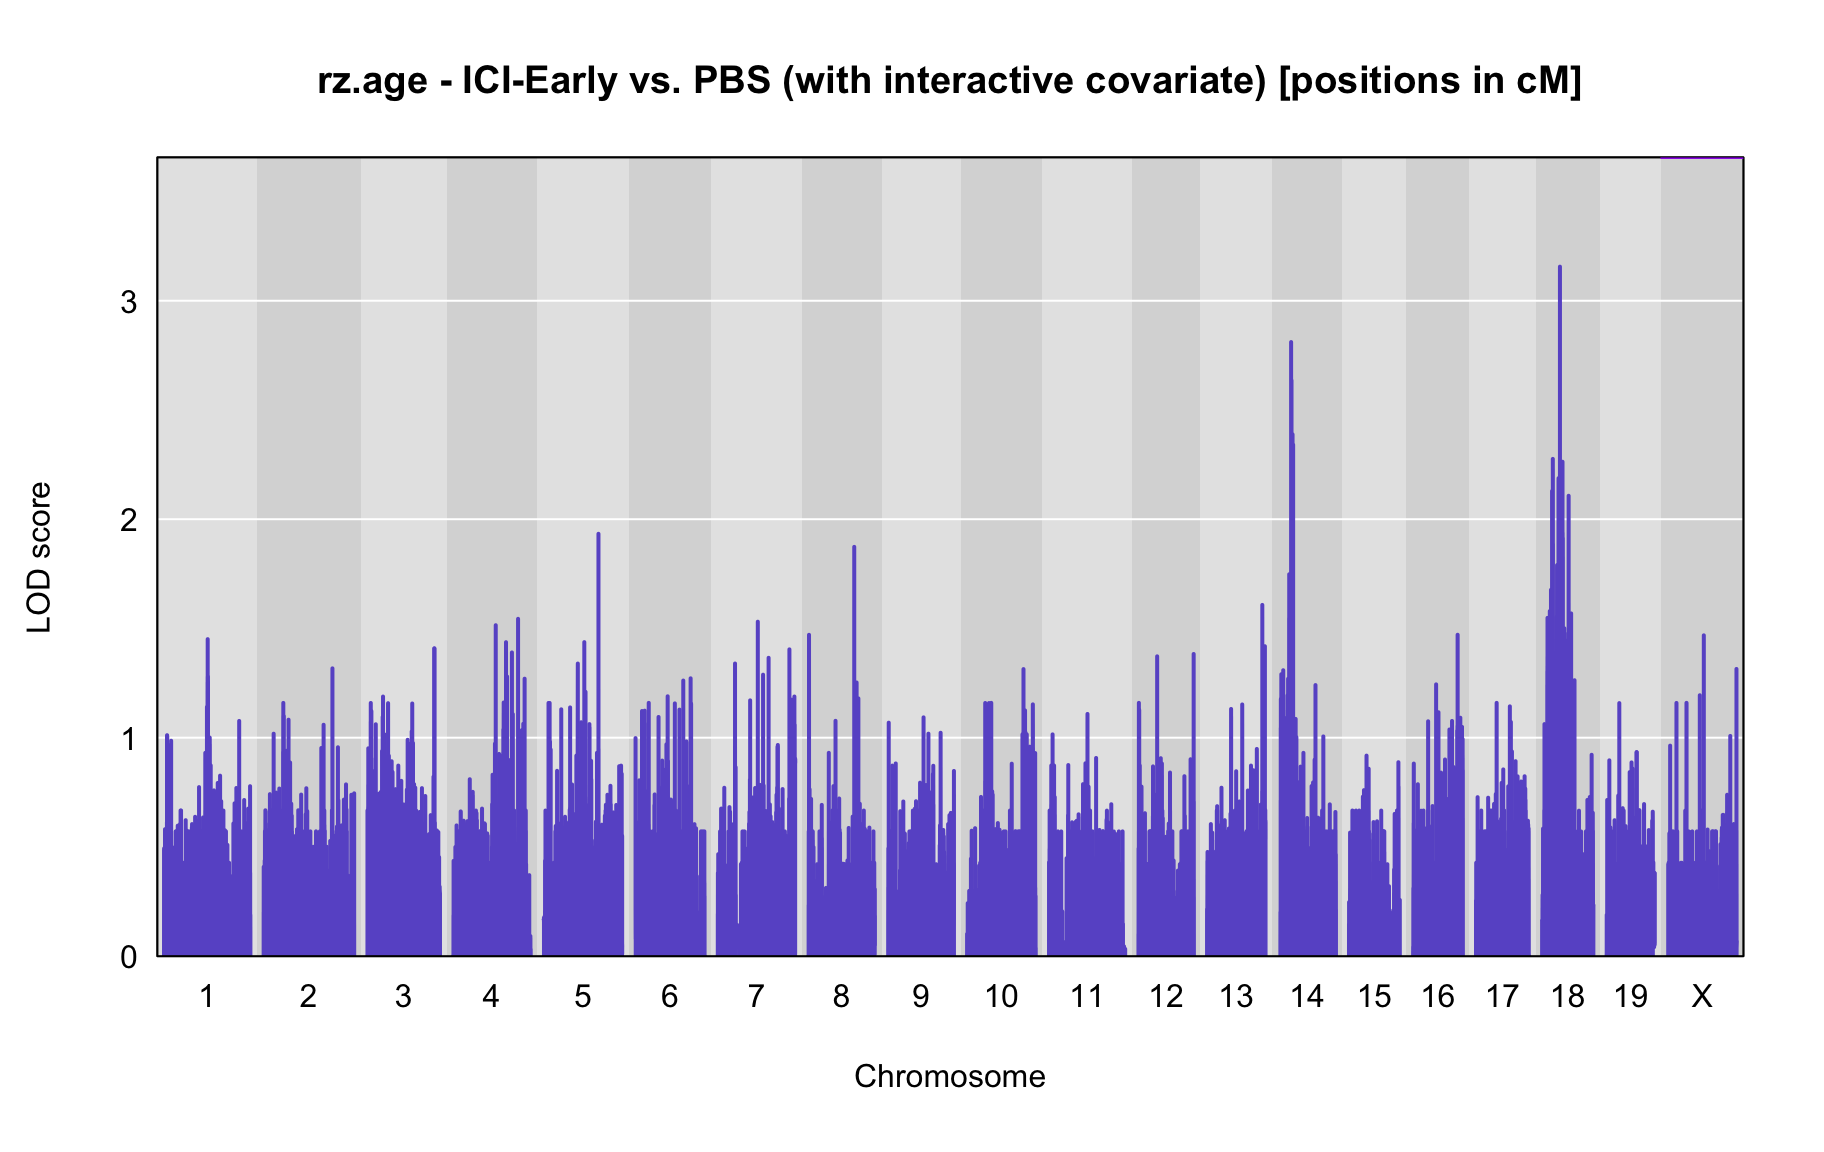 rz.age - ICI-Early vs. PBS (with interactive covariate) [positions in cM]
LOD score
3
2
1
0
1 2 3 4 5 6 7 8 9 10 11 12 13 14 15 16 17 18 19 X
Chromosome